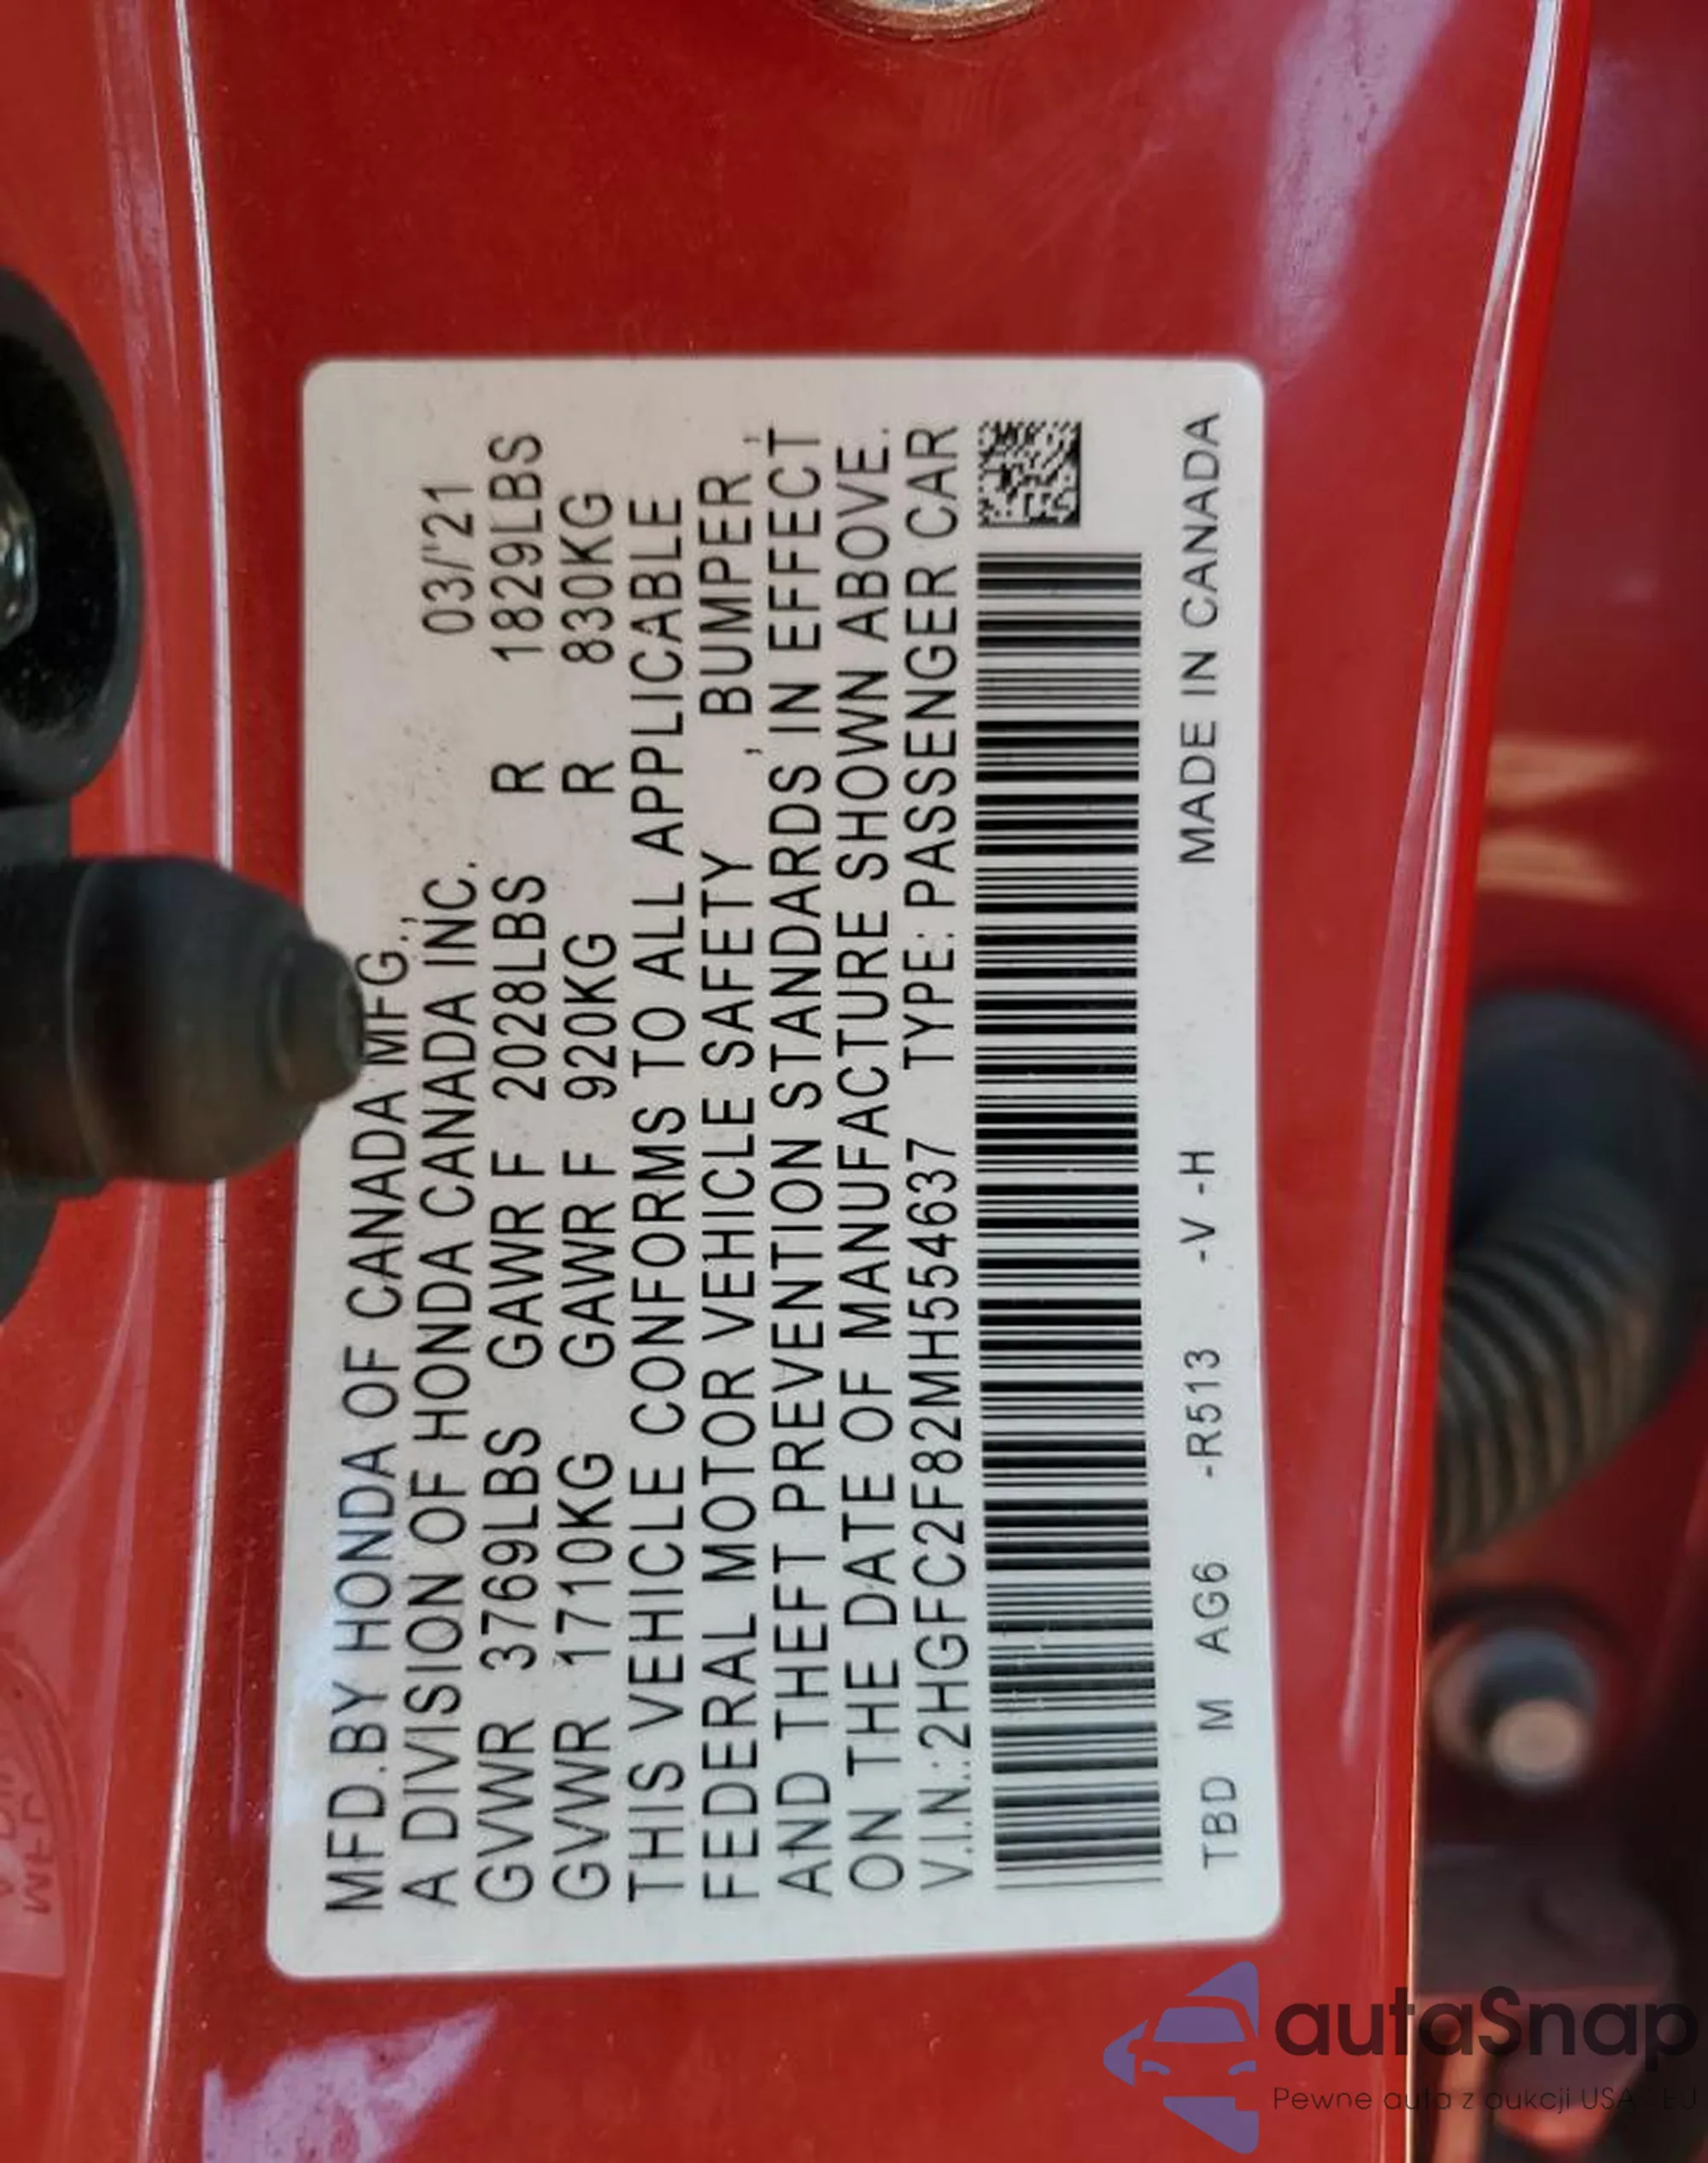 MFD.BY HONDA OF CANADA MFG.,
A DIVISION OF HONDA CANADA INC. 03/'21
GVWR 3769LBS GAWR F 2028LBS R 1829LBS
GVWR 1710KG GAWR F 920KG R 830KG
THIS VEHICLE CONFORMS TO ALL APPLICABLE
FEDERAL MOTOR VEHICLE SAFETY , BUMPER ,
AND THEFT PREVENTION STANDARDS IN EFFECT
ON THE DATE OF MANUFACTURE SHOWN ABOVE.
V.I.N.:2HGFC2F82MH554637 TYPE: PASSENGER CAR
TBD M AG6 -R513 -V -H MADE IN CANADA
autaSnap
Pewne auta z aukcji USA